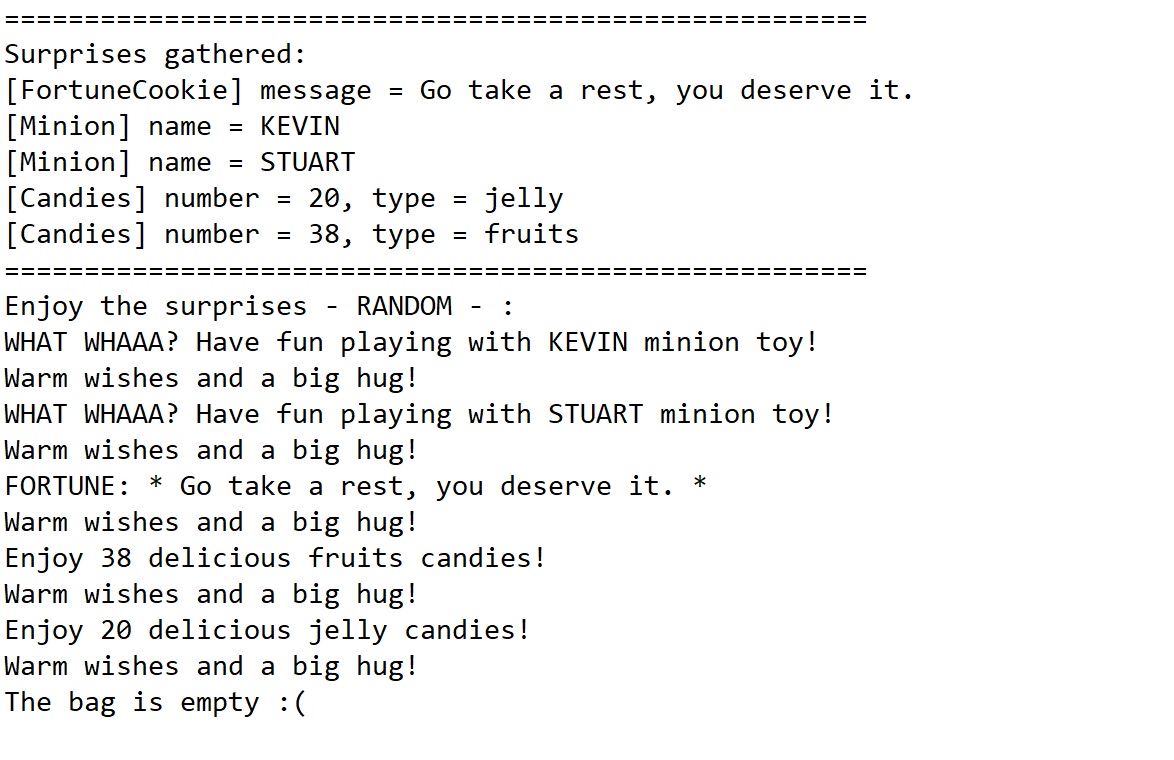 ======================================================
Surprises gathered:
[FortuneCookie] message = Go take a rest, you deserve it.
[Minion] name = KEVIN
[Minion] name = STUART
[Candies] number = 20, type = jelly
[Candies] number = 38, type = fruits
======================================================
Enjoy the surprises - RANDOM - :
WHAT WHAAA? Have fun playing with KEVIN minion toy!
Warm wishes and a big hug!
WHAT WHAAA? Have fun playing with STUART minion toy!
Warm wishes and a big hug!
FORTUNE: * Go take a rest, you deserve it. *
Warm wishes and a big hug!
Enjoy 38 delicious fruits candies!
Warm wishes and a big hug!
Enjoy 20 delicious jelly candies!
Warm wishes and a big hug!
The bag is empty :(